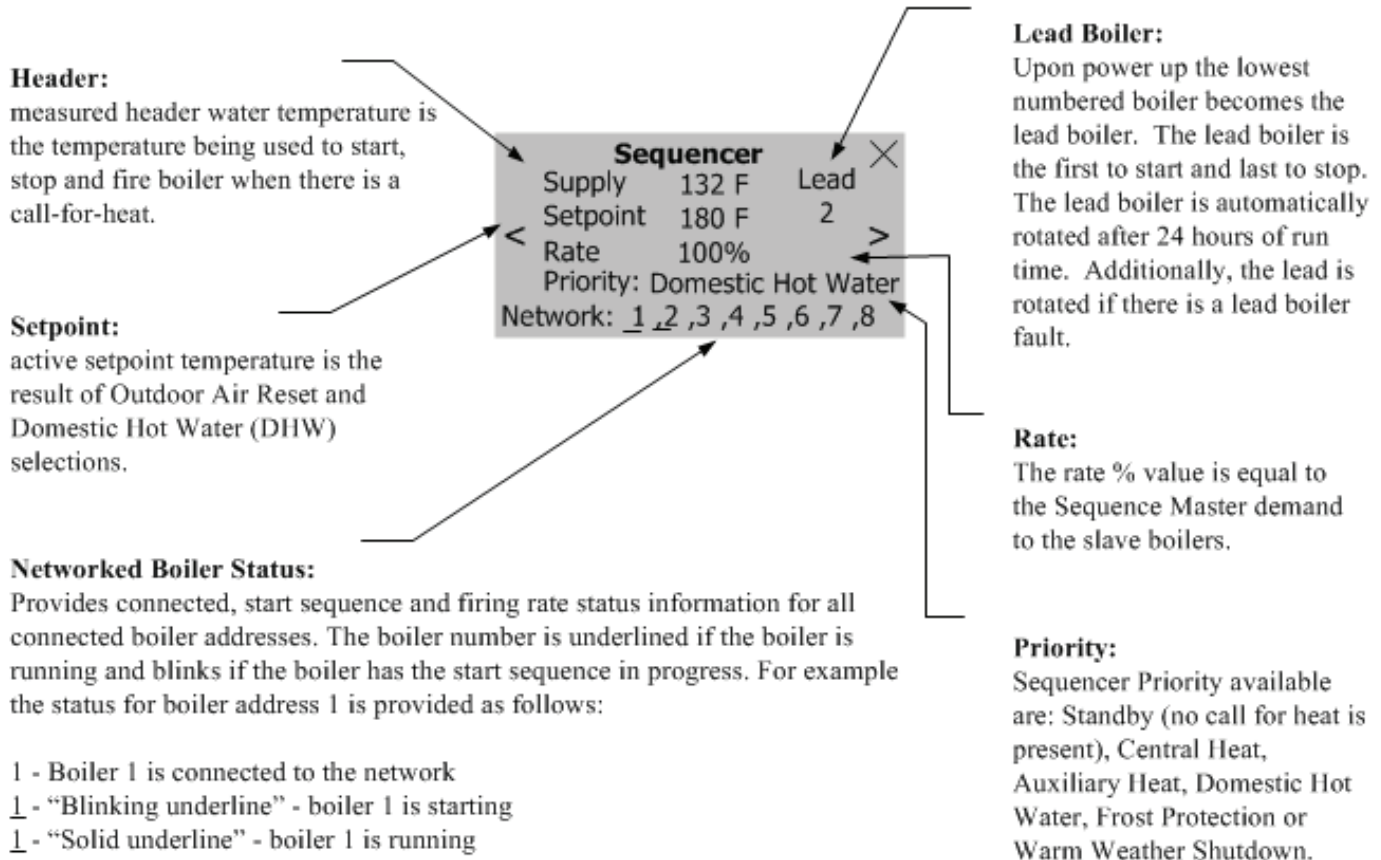 Header:
measured header water temperature is
the temperature being used to start,
stop and fire boiler when there is a
call-for-heat.
Setpoint:
active setpoint temperature is the
result of Outdoor Air Reset and
Domestic Hot Water (DHW)
selections.
Sequencer
Supply 132 F Lead
Setpoint 180 F 2
< >
Rate 100%
Priority: Domestic Hot Water
Network: 1 ,2 ,3 ,4 ,5 ,6 ,7 ,8
Lead Boiler:
Upon power up the lowest
numbered boiler becomes the
lead boiler. The lead boiler is
the first to start and last to stop.
The lead boiler is automatically
rotated after 24 hours of run
time. Additionally, the lead is
rotated if there is a lead boiler
fault.
Rate:
The rate % value is equal to
the Sequence Master demand
to the slave boilers.
Priority:
Sequencer Priority available
are: Standby (no call for heat is
present), Central Heat,
Auxiliary Heat, Domestic Hot
Water, Frost Protection or
Warm Weather Shutdown.
Networked Boiler Status:
Provides connected, start sequence and firing rate status information for all
connected boiler addresses. The boiler number is underlined if the boiler is
running and blinks if the boiler has the start sequence in progress. For example
the status for boiler address 1 is provided as follows:
1 - Boiler 1 is connected to the network
1 - “Blinking underline” - boiler 1 is starting
1 - “Solid underline” - boiler 1 is running